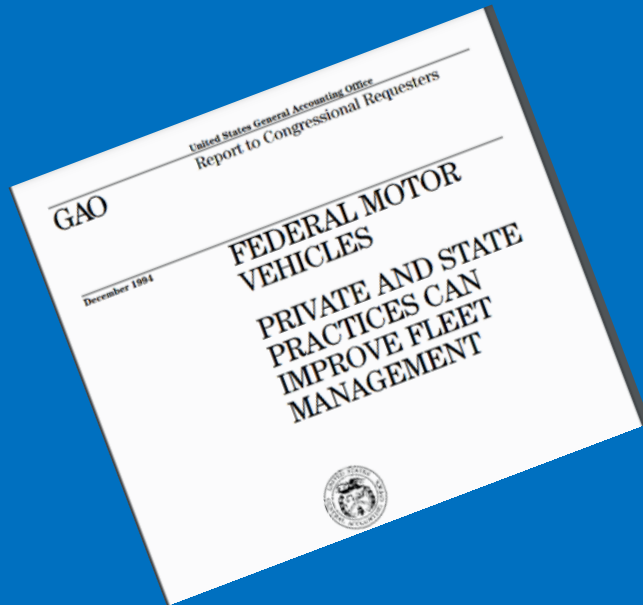 United States General Accounting Office
GAO
Report to Congressional Requesters
December 1994
FEDERAL MOTOR
VEHICLES
PRIVATE AND STATE
PRACTICES CAN
IMPROVE FLEET
MANAGEMENT